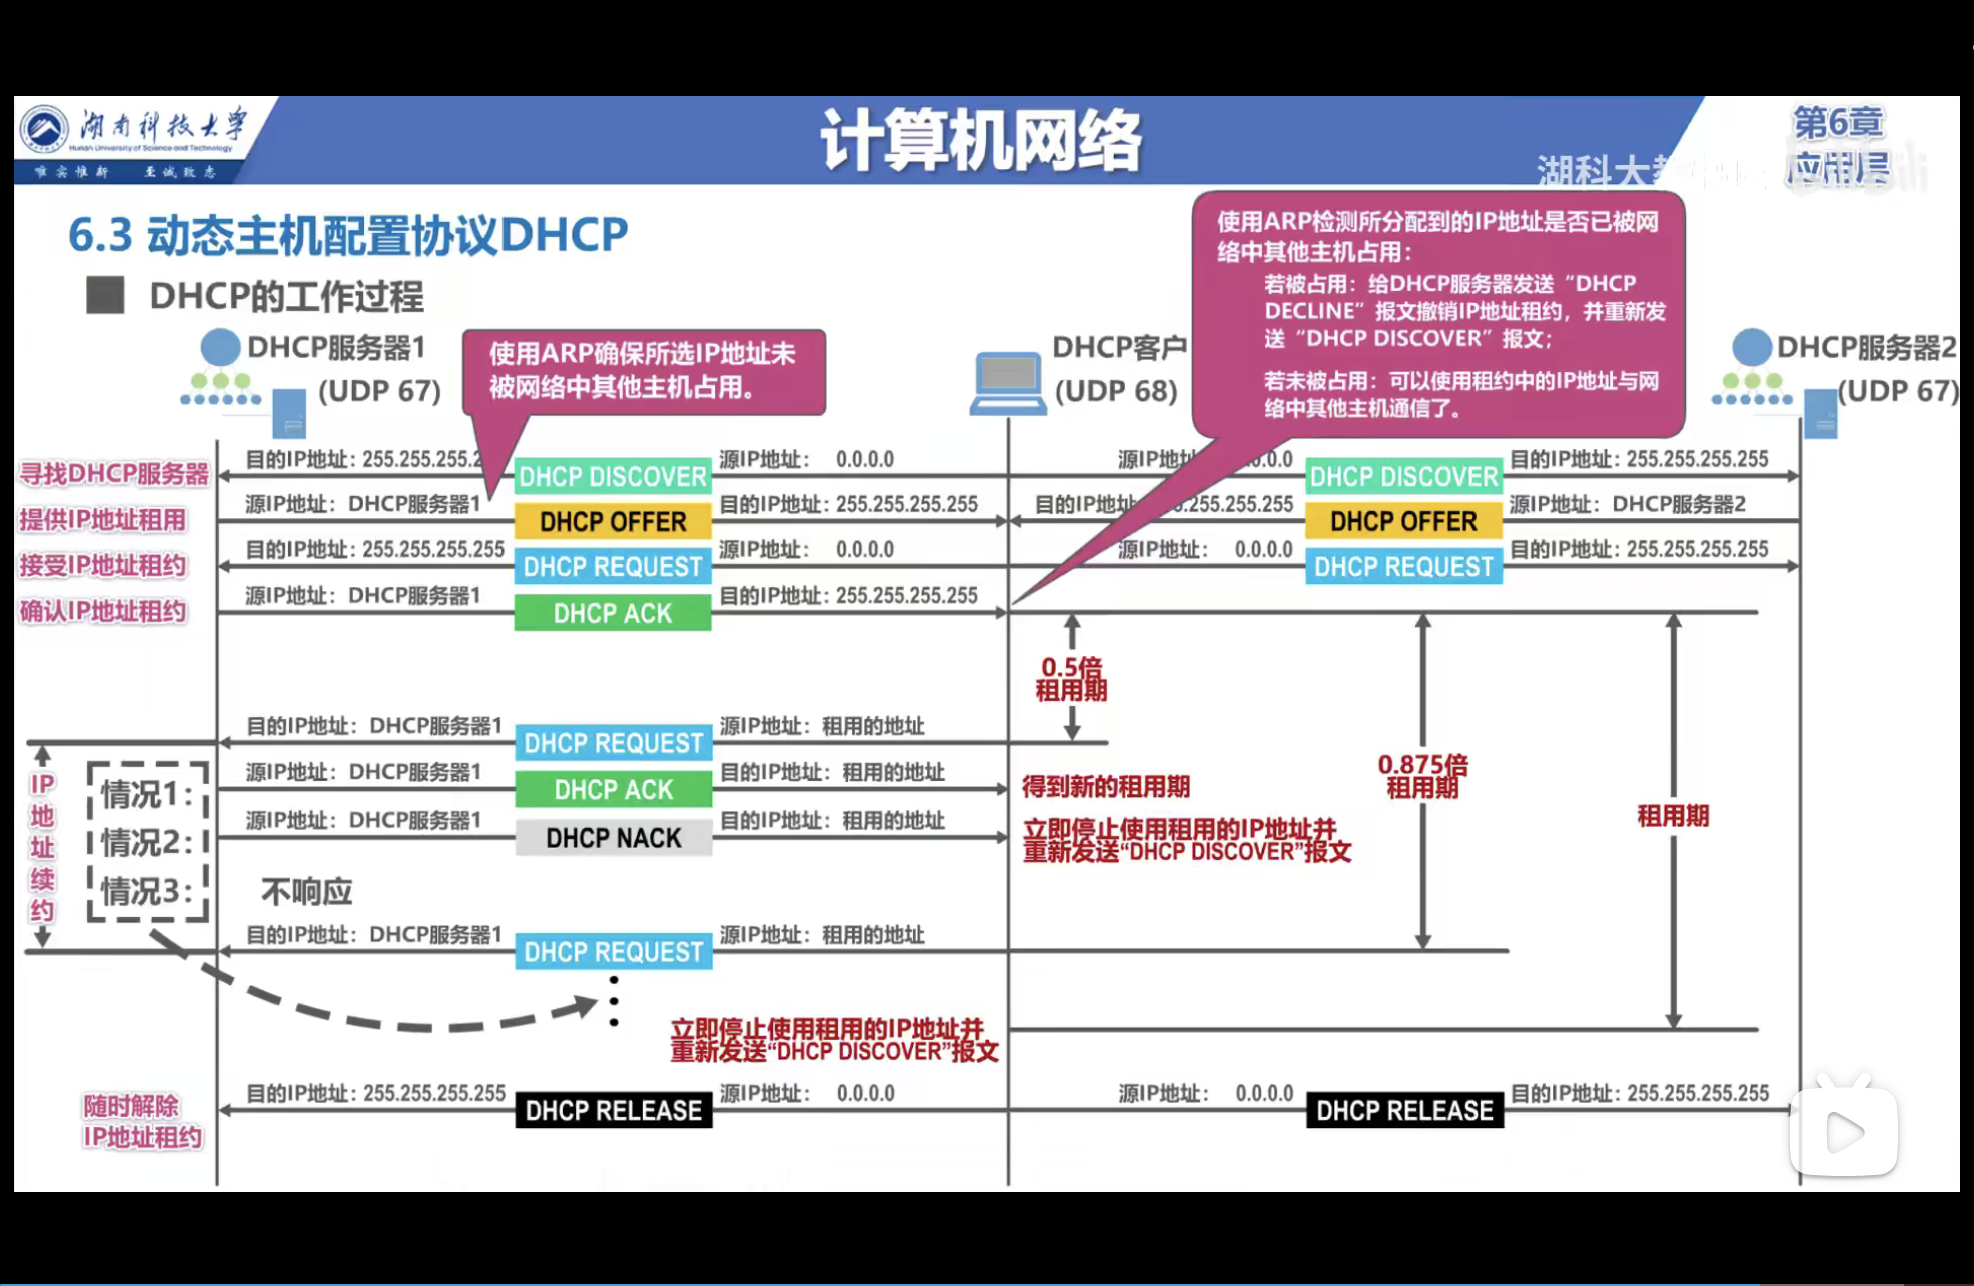 湖南科技大学
Hunan University of Science and Technology
唯实惟新 至诚致志
计算机网络
第6章
应用层
湖科大教
6.3 动态主机配置协议DHCP
DHCP的工作过程
使用ARP检测所分配到的IP地址是否已被网
络中其他主机占用：
若被占用：给DHCP服务器发送“DHCP
DECLINE”报文撤销IP地址租约，并重新发
送“DHCP DISCOVER”报文；
若未被占用：可以使用租约中的IP地址与网
络中其他主机通信了。
DHCP服务器1
(UDP 67)
使用ARP确保所选IP地址未
被网络中其他主机占用。
DHCP客户
(UDP 68)
DHCP服务器2
(UDP 67)
寻找DHCP服务器
目的IP地址：255.255.255.2
DHCP DISCOVER
源IP地址： 0.0.0.0
源IP地址 .0.0
DHCP DISCOVER
目的IP地址：255.255.255.255
提供IP地址租用
源IP地址：DHCP服务器1
DHCP OFFER
目的IP地址：255.255.255.255
目的IP地址 .255.255.255
DHCP OFFER
源IP地址：DHCP服务器2
接受IP地址租约
目的IP地址：255.255.255.255
DHCP REQUEST
源IP地址： 0.0.0.0
源IP地址： 0.0.0.0
DHCP REQUEST
目的IP地址：255.255.255.255
确认IP地址租约
源IP地址：DHCP服务器1
DHCP ACK
目的IP地址：255.255.255.255
0.5倍
租用期
0.875倍
租用期
租用期
IP地址续约
目的IP地址：DHCP服务器1
DHCP REQUEST
源IP地址：租用的地址
情况1：
源IP地址：DHCP服务器1
DHCP ACK
目的IP地址：租用的地址
得到新的租用期
情况2：
源IP地址：DHCP服务器1
DHCP NACK
目的IP地址：租用的地址
立即停止使用租用的IP地址并
重新发送“DHCP DISCOVER”报文
情况3：
不响应
目的IP地址：DHCP服务器1
DHCP REQUEST
源IP地址：租用的地址
立即停止使用租用的IP地址并
重新发送“DHCP DISCOVER”报文
随时解除
IP地址租约
目的IP地址：255.255.255.255
DHCP RELEASE
源IP地址： 0.0.0.0
源IP地址： 0.0.0.0
DHCP RELEASE
目的IP地址：255.255.255.255